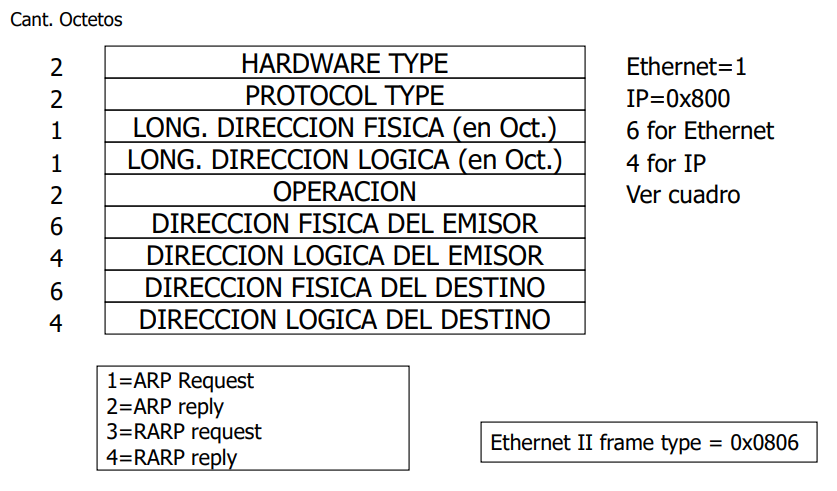 Cant. Octetos
2 HARDWARE TYPE Ethernet=1
2 PROTOCOL TYPE IP=0x800
1 LONG. DIRECCION FISICA (en Oct.) 6 for Ethernet
1 LONG. DIRECCION LOGICA (en Oct.) 4 for IP
2 OPERACION Ver cuadro
6 DIRECCION FISICA DEL EMISOR
4 DIRECCION LOGICA DEL EMISOR
6 DIRECCION FISICA DEL DESTINO
4 DIRECCION LOGICA DEL DESTINO
1=ARP Request
2=ARP reply
3=RARP request
4=RARP reply
Ethernet II frame type = 0x0806